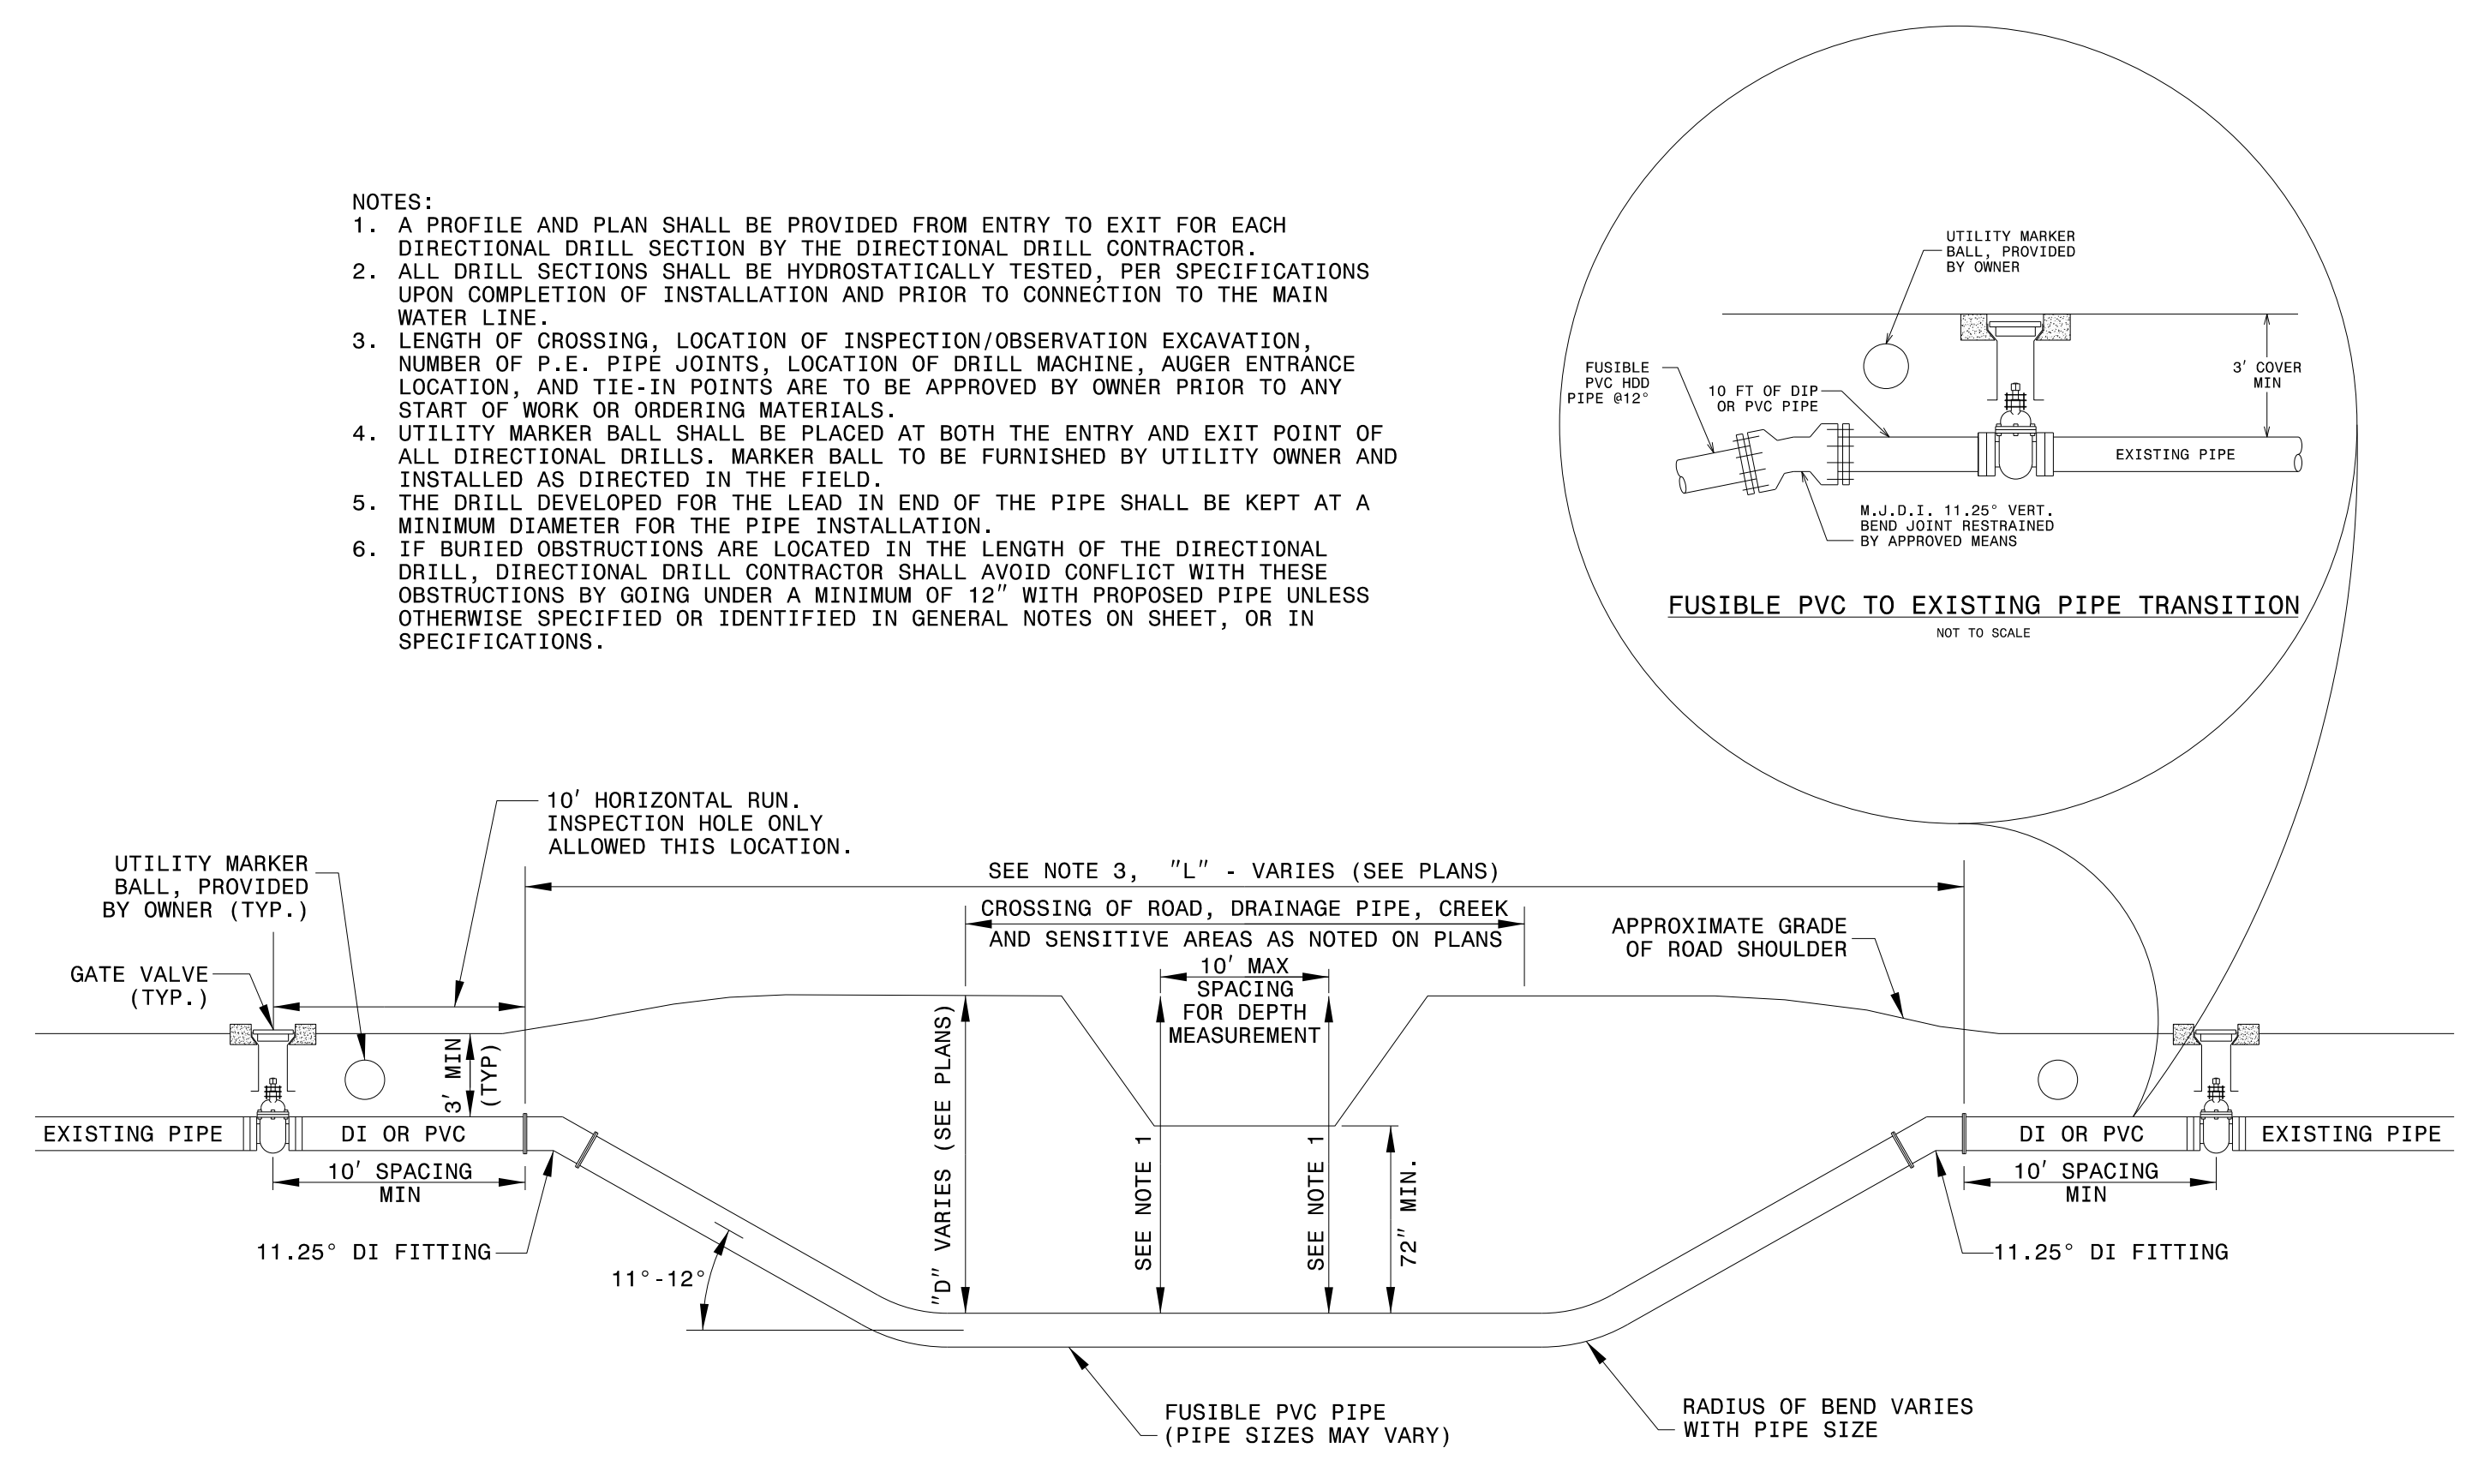 NOTES:
1. A PROFILE AND PLAN SHALL BE PROVIDED FROM ENTRY TO EXIT FOR EACH
DIRECTIONAL DRILL SECTION BY THE DIRECTIONAL DRILL CONTRACTOR.
2. ALL DRILL SECTIONS SHALL BE HYDROSTATICALLY TESTED, PER SPECIFICATIONS
UPON COMPLETION OF INSTALLATION AND PRIOR TO CONNECTION TO THE MAIN
WATER LINE.
3. LENGTH OF CROSSING, LOCATION OF INSPECTION/OBSERVATION EXCAVATION,
NUMBER OF P.E. PIPE JOINTS, LOCATION OF DRILL MACHINE, AUGER ENTRANCE
LOCATION, AND TIE-IN POINTS ARE TO BE APPROVED BY OWNER PRIOR TO ANY
START OF WORK OR ORDERING MATERIALS.
4. UTILITY MARKER BALL SHALL BE PLACED AT BOTH THE ENTRY AND EXIT POINT OF
ALL DIRECTIONAL DRILLS. MARKER BALL TO BE FURNISHED BY UTILITY OWNER AND
INSTALLED AS DIRECTED IN THE FIELD.
5. THE DRILL DEVELOPED FOR THE LEAD IN END OF THE PIPE SHALL BE KEPT AT A
MINIMUM DIAMETER FOR THE PIPE INSTALLATION.
6. IF BURIED OBSTRUCTIONS ARE LOCATED IN THE LENGTH OF THE DIRECTIONAL
DRILL, DIRECTIONAL DRILL CONTRACTOR SHALL AVOID CONFLICT WITH THESE
OBSTRUCTIONS BY GOING UNDER A MINIMUM OF 12" WITH PROPOSED PIPE UNLESS
OTHERWISE SPECIFIED OR IDENTIFIED IN GENERAL NOTES ON SHEET, OR IN
SPECIFICATIONS.
UTILITY MARKER
BALL, PROVIDED
BY OWNER
FUSIBLE
PVC HDD
PIPE @12°
10 FT OF DIP
OR PVC PIPE
3' COVER
MIN
EXISTING PIPE
M.J.D.I. 11.25° VERT.
BEND JOINT RESTRAINED
BY APPROVED MEANS
FUSIBLE PVC TO EXISTING PIPE TRANSITION
NOT TO SCALE
10' HORIZONTAL RUN.
INSPECTION HOLE ONLY
ALLOWED THIS LOCATION.
UTILITY MARKER
BALL, PROVIDED
BY OWNER (TYP.)
GATE VALVE
(TYP.)
SEE NOTE 3, "L" - VARIES (SEE PLANS)
CROSSING OF ROAD, DRAINAGE PIPE, CREEK
AND SENSITIVE AREAS AS NOTED ON PLANS
10' MAX
SPACING
FOR DEPTH
MEASUREMENT
APPROXIMATE GRADE
OF ROAD SHOULDER
3' MIN
(TYP)
"D" VARIES (SEE PLANS)
SEE NOTE 1
SEE NOTE 1
72" MIN.
EXISTING PIPE
DI OR PVC
10' SPACING
MIN
11.25° DI FITTING
11°-12°
DI OR PVC
EXISTING PIPE
10' SPACING
MIN
11.25° DI FITTING
FUSIBLE PVC PIPE
(PIPE SIZES MAY VARY)
RADIUS OF BEND VARIES
WITH PIPE SIZE